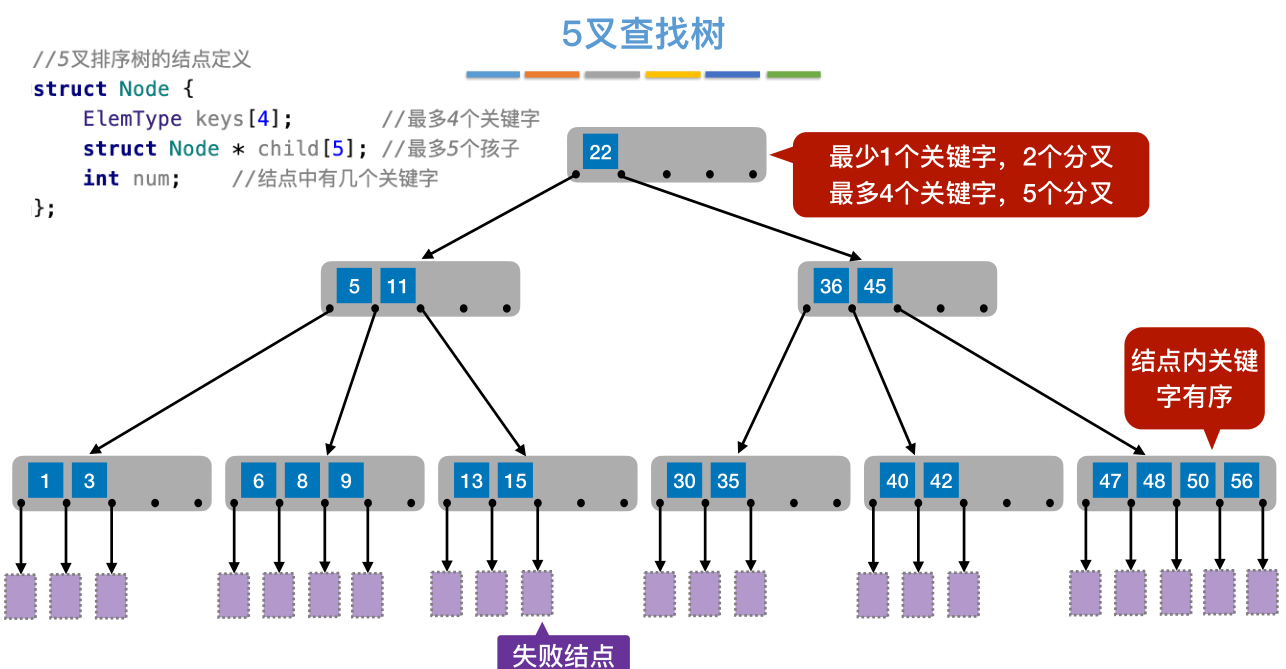 5叉查找树
//5叉排序树的结点定义
struct Node {
ElemType keys[4]; //最多4个关键字
struct Node * child[5]; //最多5个孩子
int num; //结点中有几个关键字
};
22
最少1个关键字，2个分叉
最多4个关键字，5个分叉
5 11
36 45
结点内关键
字有序
1 3
6 8 9
13 15
30 35
40 42
47 48 50 56
失败结点